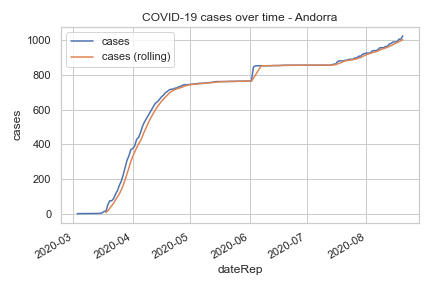 COVID-19 cases over time - Andorra
cases
cases (rolling)
1000
800
600
400
200
0
cases
2020-03
2020-04
2020-05
2020-06
2020-07
2020-08
dateRep